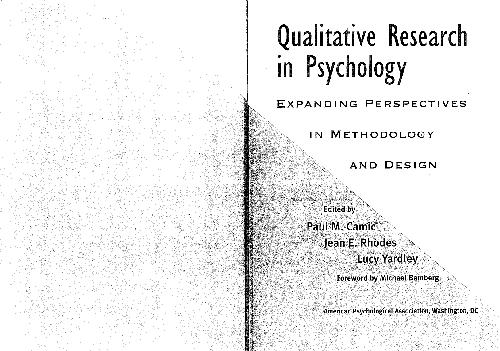 Qualitative Research
in Psychology
EXPANDING PERSPECTIVES
IN METHODOLOGY
AND DESIGN
Edited by
Paul M. Camic
Jean E. Rhodes
Lucy Yardley
Foreword by Michael Bamberg
American Psychological Association, Washington, DC